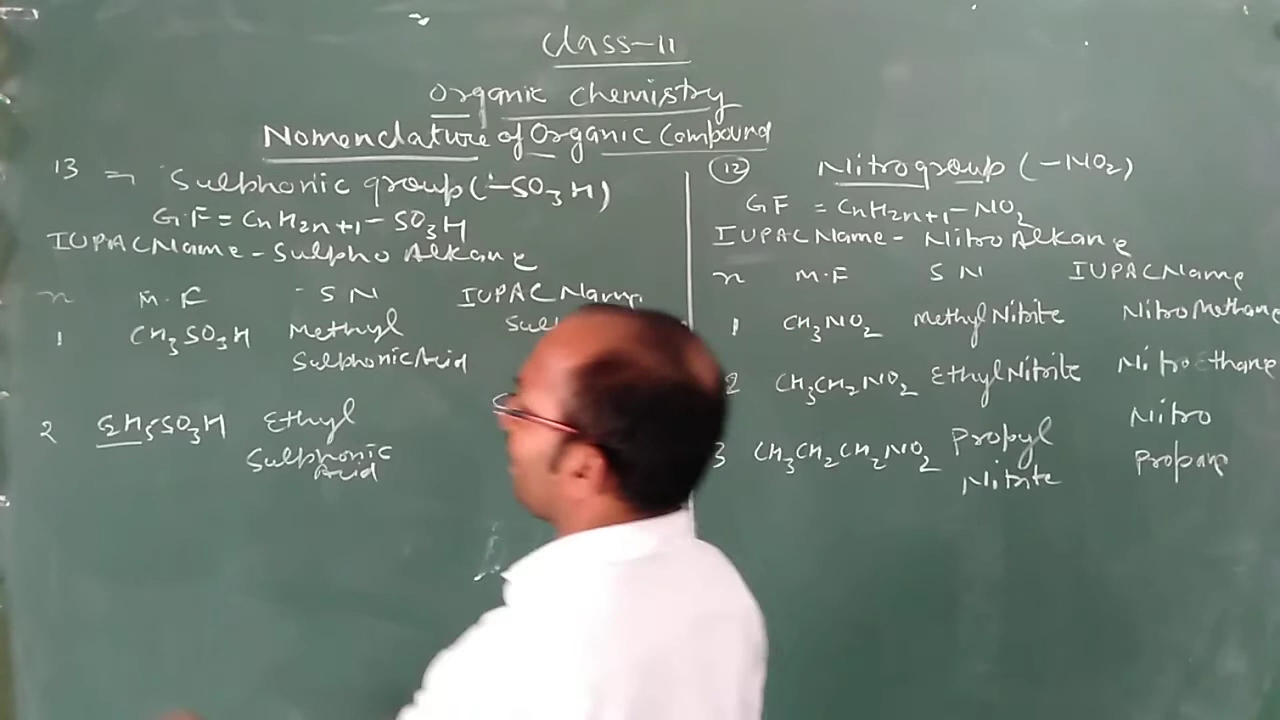 Class-11
Organic Chemistry
Nomenclature of Organic Compound
13 Sulphonic group (-SO3H)
G.F = CnH2n+1-SO3H
IUPAC Name - Sulpho Alkane
n M.F S N IUPAC Name
1 CH3SO3H Methyl
Sulphonic Acid
2 C2H5SO3H Ethyl
Sulphonic
Acid
12 Nitro group (-NO2)
GF = CnH2n+1-NO2
IUPAC Name - Nitro Alkane
n M.F S N IUPAC Name
1 CH3NO2 Methyl Nitrite Nitro Methane
2 CH3CH2NO2 Ethyl Nitrite Nitro Ethane
3 CH3CH2CH2NO2 Propyl Nitro
Nitrite Propane